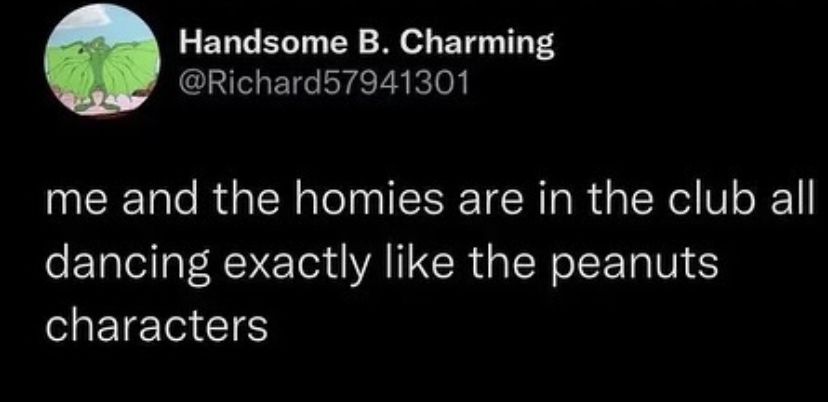 Handsome B. Charming
@Richard57941301
me and the homies are in the club all
dancing exactly like the peanuts
characters